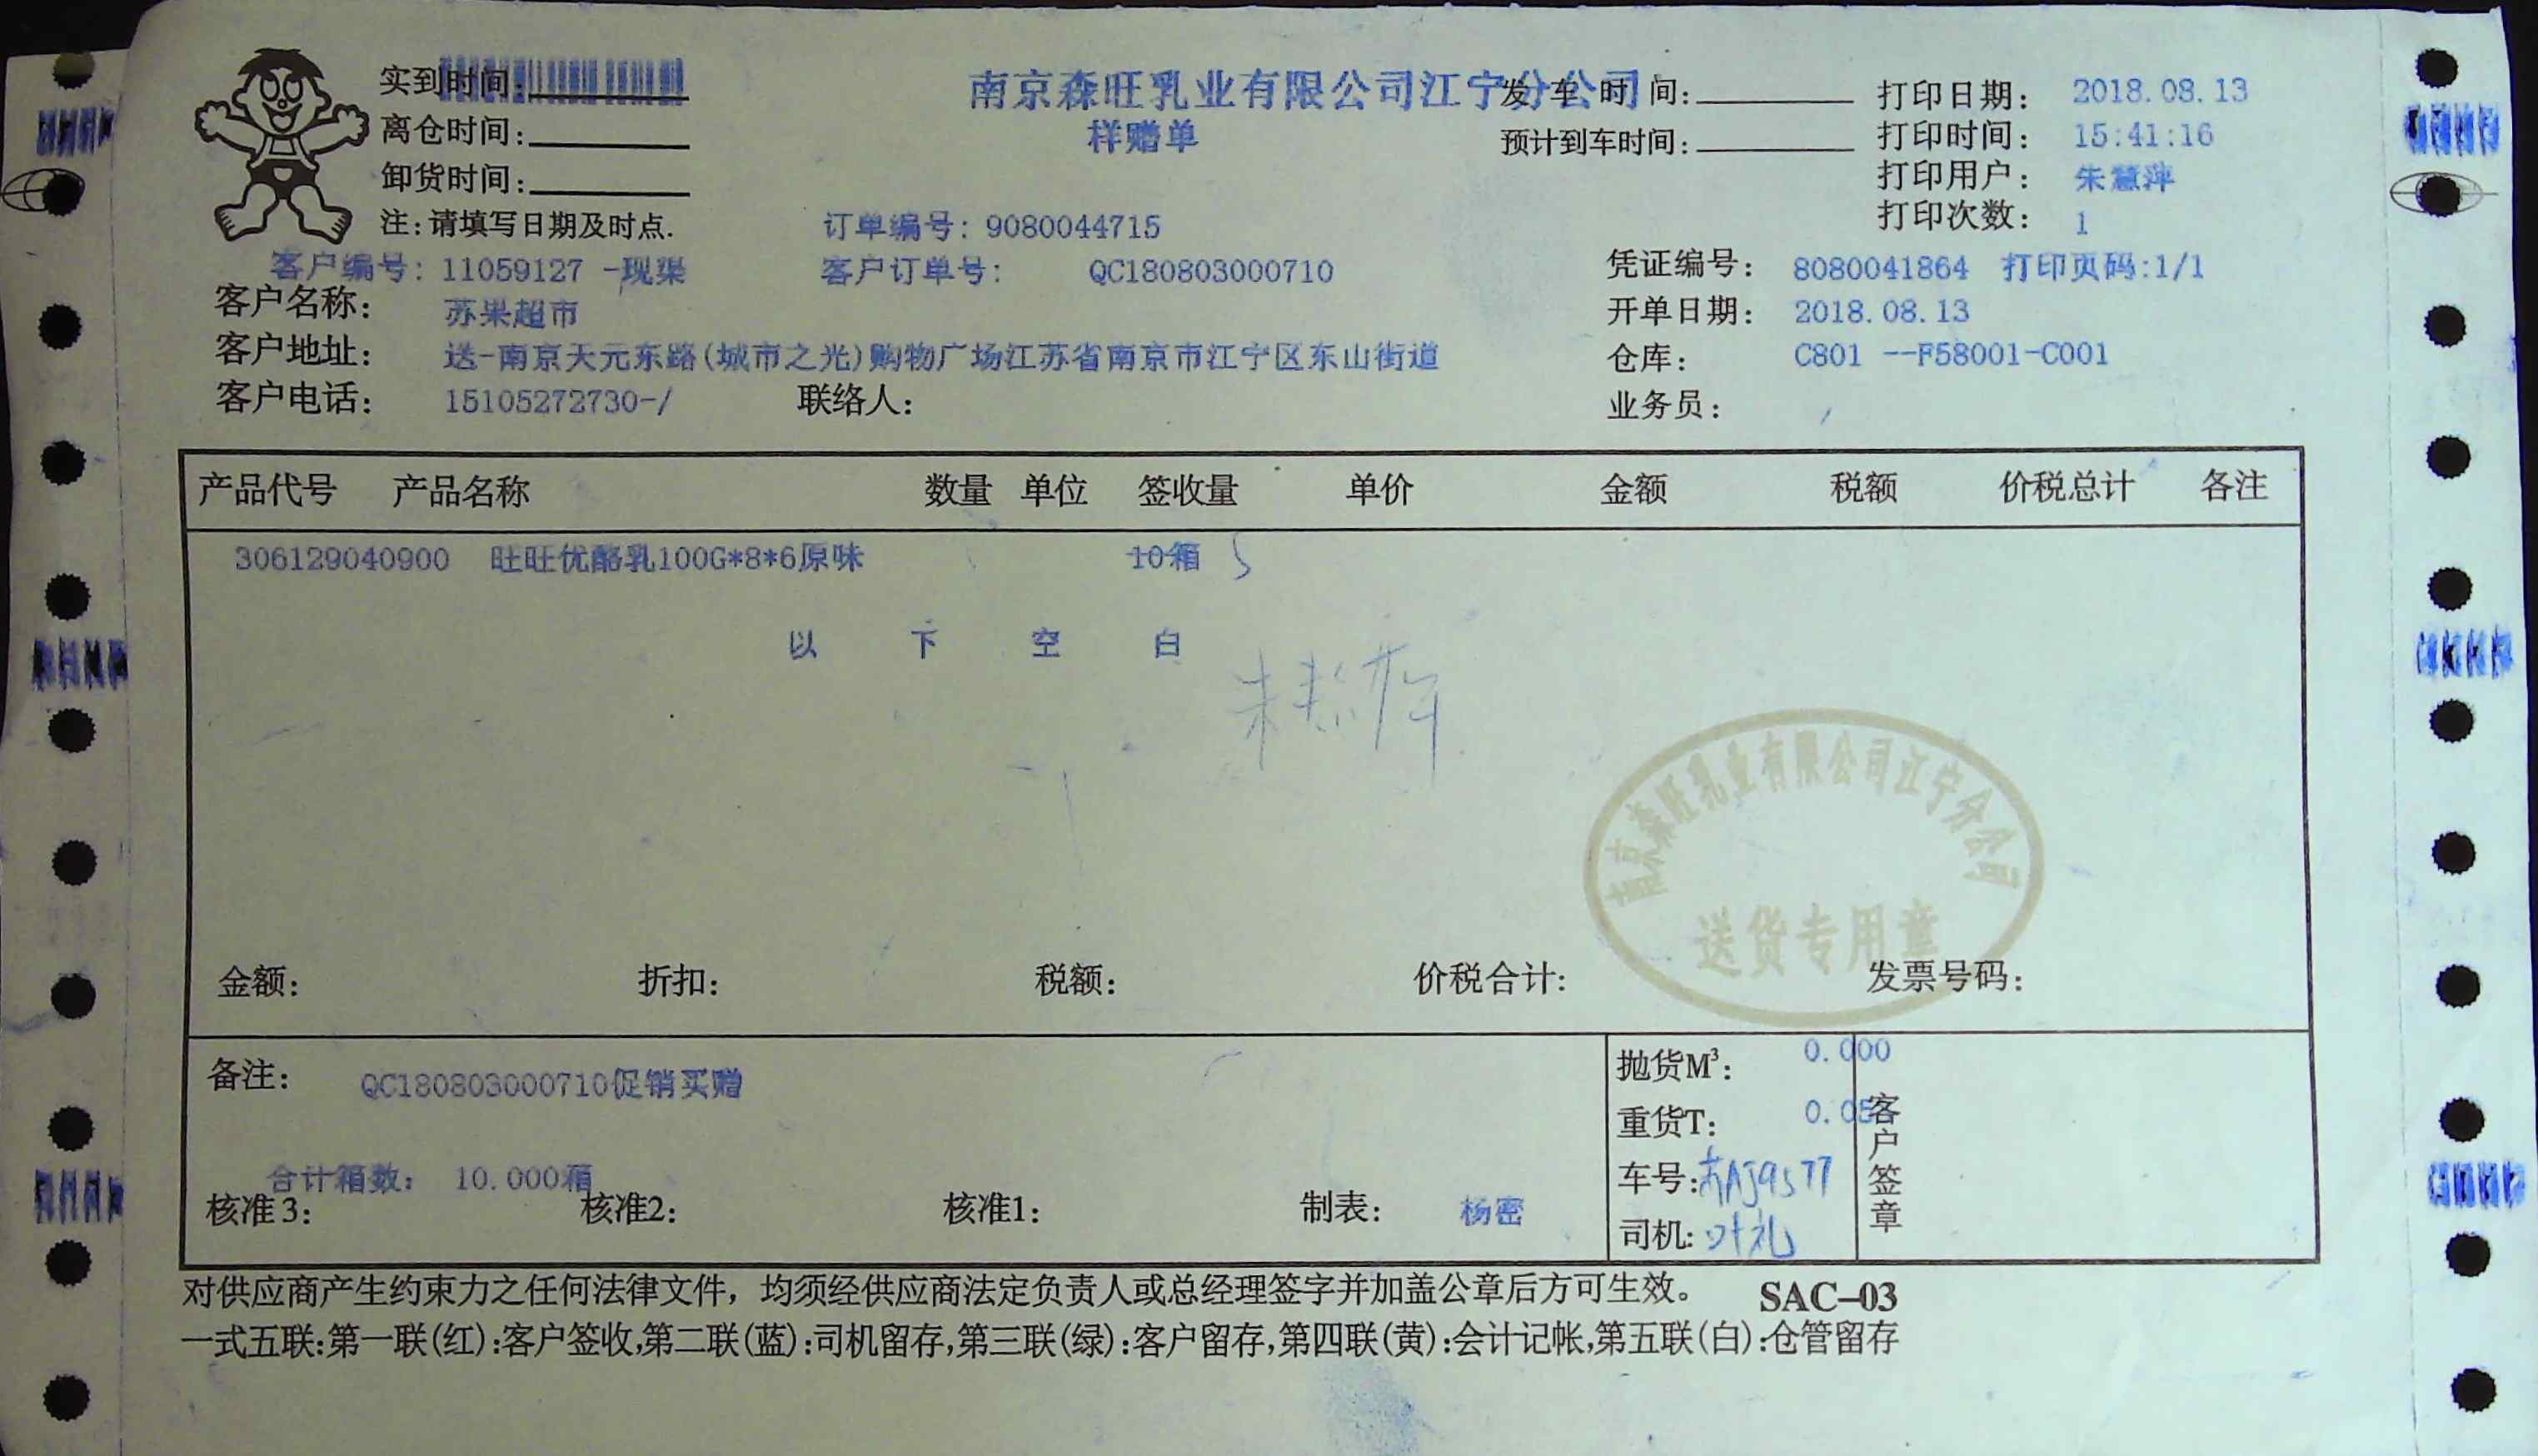 实到时间:
南京森旺乳业有限公司江宁分公司
发车时间:
打印日期: 2018.08.13
离仓时间:
样赠单
预计到车时间:
打印时间: 15:41:16
卸货时间:
打印用户: 朱慧萍
注:请填写日期及时点.
订单编号: 9080044715
打印次数: 1
客户编号: 11059127 -现渠
客户订单号: QC180803000710
凭证编号: 8080041864 打印页码:1/1
客户名称: 苏果超市
开单日期: 2018.08.13
客户地址: 送-南京天元东路(城市之光)购物广场江苏省南京市江宁区东山街道
仓库: C801 --F58001-C001
客户电话: 15105272730-/
联络人:
业务员:
产品代号 产品名称 数量 单位 签收量 单价 金额 税额 价税总计 各注
306129040900 旺旺优酪乳100G*8*6原味 10箱 5
以下空白
南京森旺乳业有限公司江宁分公司
送货专用章
金额: 折扣: 税额: 价税合计: 发票号码:
备注: QC180803000710促销买赠
抛货M³: 0.000
重货T: 0.05
客户签章
合计箱数: 10.000箱
车号:苏AJ9577
核准3: 核准2: 核准1: 制表: 杨密
司机:叶礼
对供应商产生约束力之任何法律文件，均须经供应商法定负责人或总经理签字并加盖公章后方可生效。 SAC-03
一式五联:第一联(红):客户签收,第二联(蓝):司机留存,第三联(绿):客户留存,第四联(黄):会计记帐,第五联(白):仓管留存